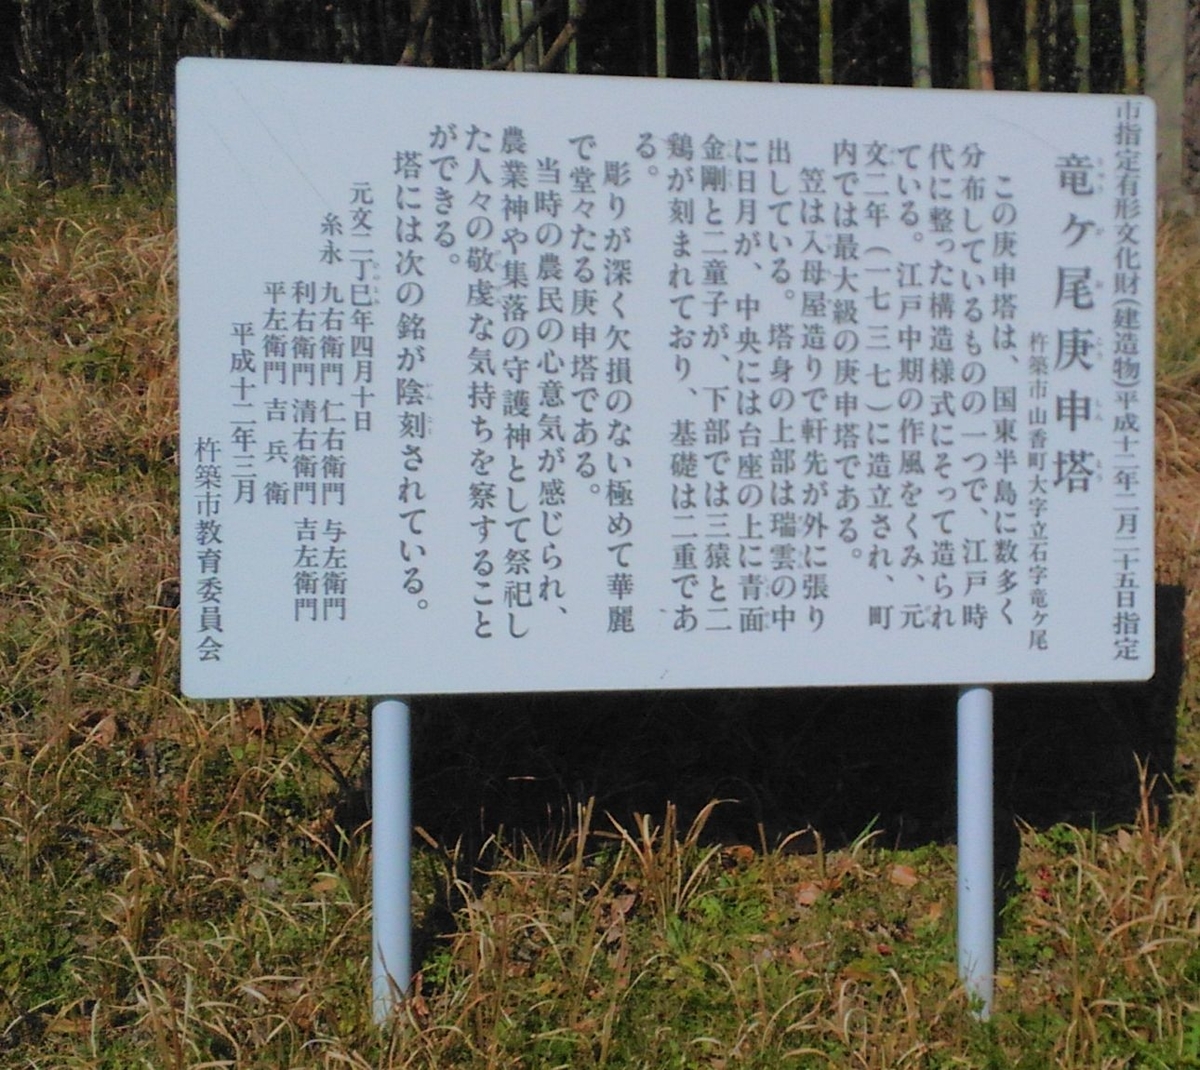 市指定有形文化財(建造物)平成十二年二月二十五日指定
竜ヶ尾庚申塔
杵築市山香町大字立石字竜ヶ尾
この庚申塔は、国東半島に数多く
分布しているものの一つで、江戸時
代に整った構造様式にそって造られ
ている。江戸中期の作風をくみ、元
文二年(一七三七)に造立され、町
内では最大級の庚申塔である。
笠は入母屋造りで軒先が外に張り
出している。塔身の上部は瑞雲の中
に日月が、中央には台座の上に青面
金剛と二童子が、下部では三猿と二
鶏が刻まれており、基礎は二重であ
る。
彫りが深く欠損のない極めて華麗
で堂々たる庚申塔である。
当時の農民の心意気が感じられ、
農業神や集落の守護神として祭祀し
た人々の敬虔な気持ちを察すること
ができる。
塔には次の銘が陰刻されている。
元文二丁巳年四月十日
糸永 九右衛門 仁右衛門 与左衛門
利右衛門 清右衛門 吉左衛門
平左衛門 吉兵衛
平成十二年三月
杵築市教育委員会